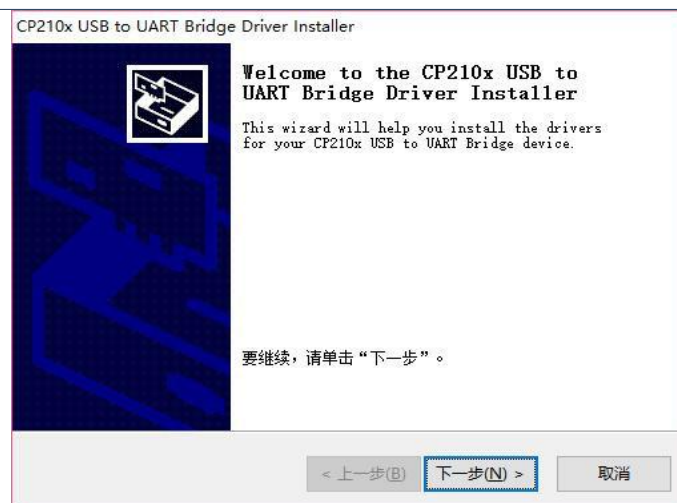 CP210x USB to UART Bridge Driver Installer
Welcome to the CP210x USB to
UART Bridge Driver Installer
This wizard will help you install the drivers
for your CP210x USB to UART Bridge device.
要继续，请单击“下一步”。
< 上一步(B) 下一步(N) > 取消